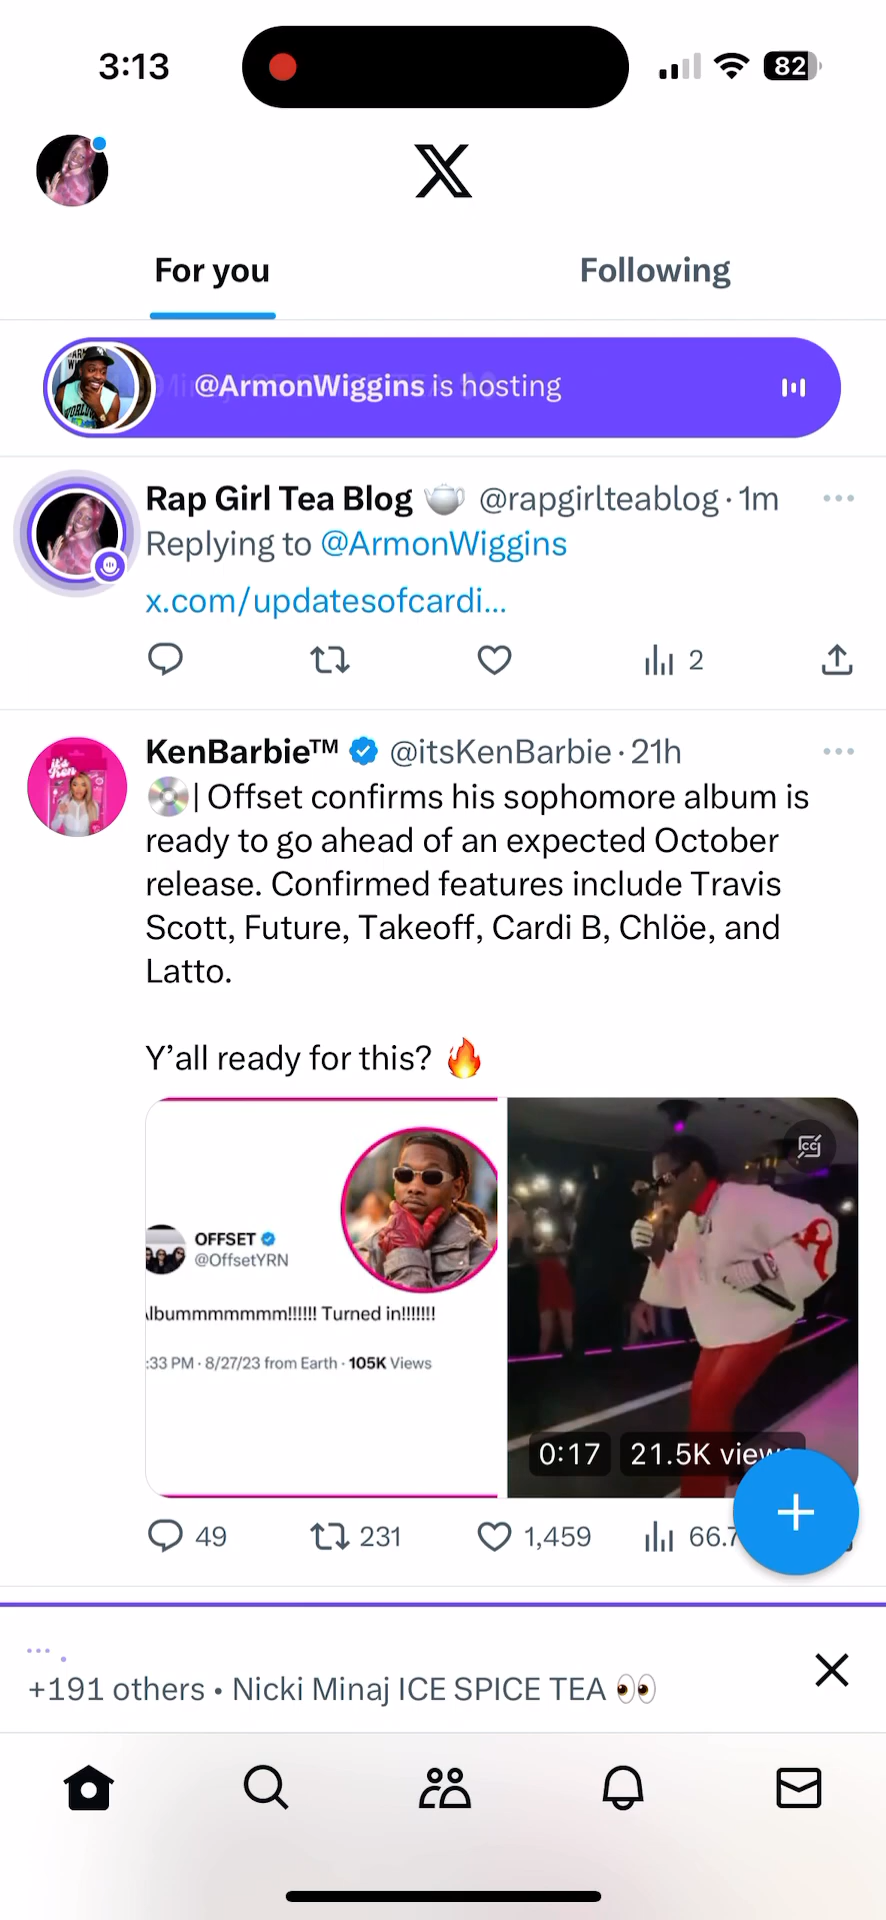 3:13
82
For you
Following
@ArmonWiggins is hosting
Rap Girl Tea Blog 🫖 @rapgirlteablog · 1m
Replying to @ArmonWiggins
x.com/updatesofcardi...
2
KenBarbie™ @itsKenBarbie · 21h
💿| Offset confirms his sophomore album is
ready to go ahead of an expected October
release. Confirmed features include Travis
Scott, Future, Takeoff, Cardi B, Chlöe, and
Latto.
Y’all ready for this? 🔥
OFFSET
@OffsetYRN
lbummmmmmm!!!!!! Turned in!!!!!!!
:33 PM · 8/27/23 from Earth · 105K Views
0:17 21.5K views
49 231 1,459 66.7
+191 others • Nicki Minaj ICE SPICE TEA 👀